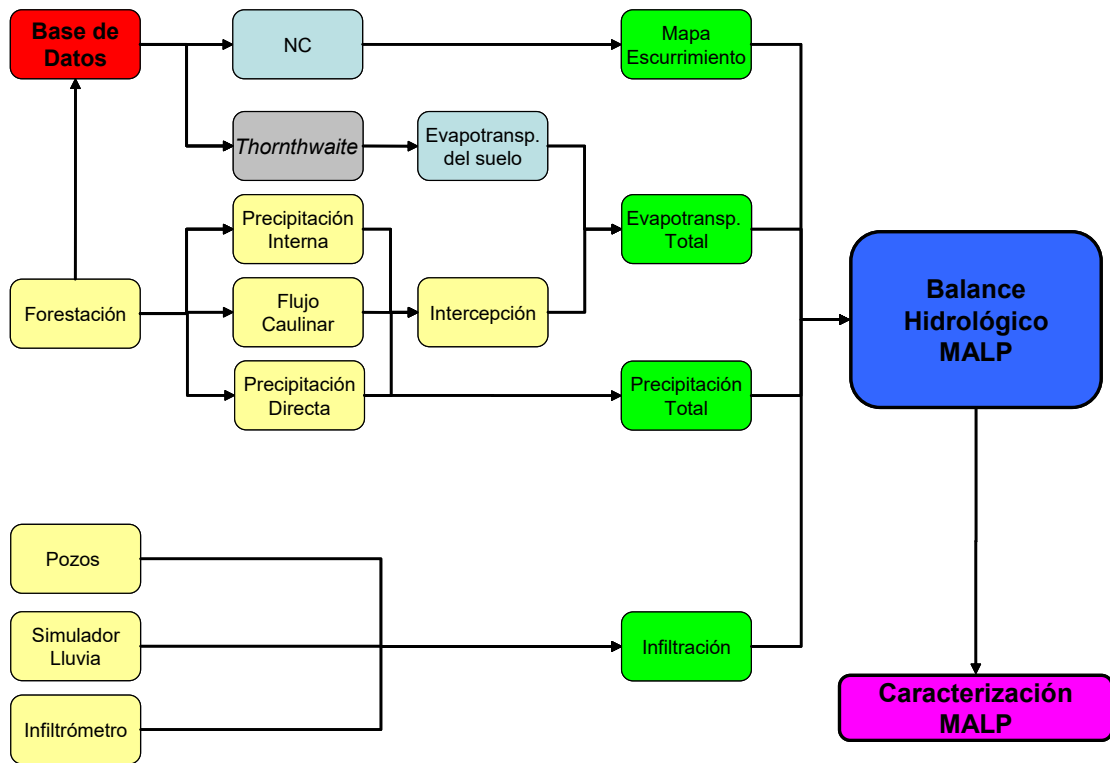 Base de
Datos
NC
Mapa
Escurrimiento
Thornthwaite
Evapotransp.
del suelo
Precipitación
Interna
Evapotransp.
Total
Forestación
Flujo
Caulinar
Intercepción
Balance
Hidrológico
MALP
Precipitación
Directa
Precipitación
Total
Pozos
Simulador
Lluvia
Infiltración
Infiltrómetro
Caracterización
MALP